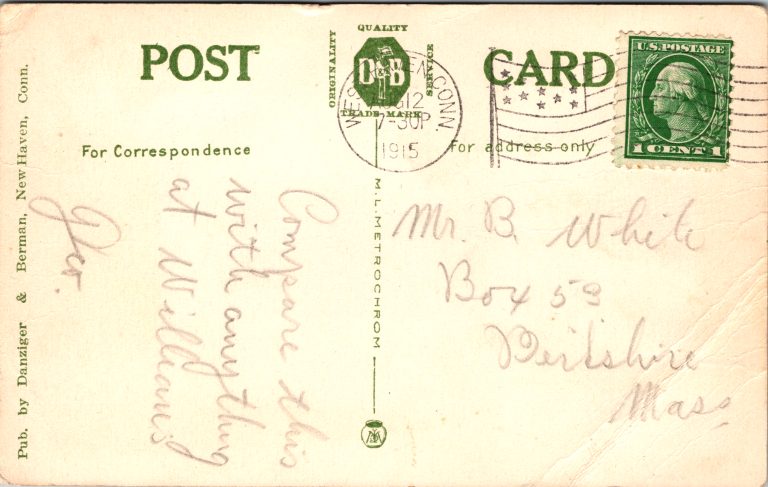 POST CARD
QUALITY
ORIGINALITY
SERVICE
D & B
TRADE-MARK
CONN.
AUG 12
7-30P
1915
U.S. POSTAGE
1 CENT 1
For Correspondence
For address only
Compare this
with anything
at Williams
Geo.
M.L. METROCHROM
Mr. B. White
Box 53
Berkshire
Mass
Pub. by Danziger & Berman, New Haven, Conn.